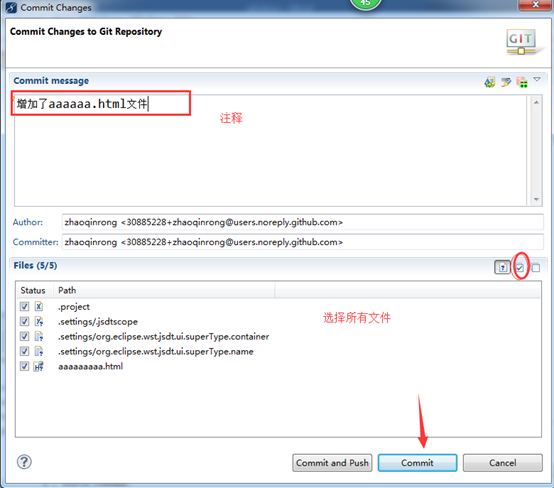 Commit Changes
45
Commit Changes to Git Repository
GIT
Commit message
增加了aaaaaa.html文件
注释
Author: zhaoqinrong <30885228+zhaoqinrong@users.noreply.github.com>
Committer: zhaoqinrong <30885228+zhaoqinrong@users.noreply.github.com>
Files (5/5)
Status Path
.project
.settings/.jsdtscope
选择所有文件
.settings/org.eclipse.wst.jsdt.ui.superType.container
.settings/org.eclipse.wst.jsdt.ui.superType.name
aaaaaaaaa.html
Commit and Push Commit Cancel